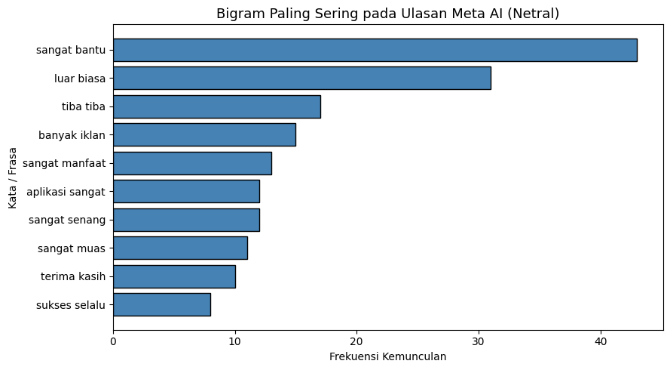 Bigram Paling Sering pada Ulasan Meta AI (Netral)
Kata / Frasa
sangat bantu
luar biasa
tiba tiba
banyak iklan
sangat manfaat
aplikasi sangat
sangat senang
sangat muas
terima kasih
sukses selalu
0 10 20 30 40
Frekuensi Kemunculan